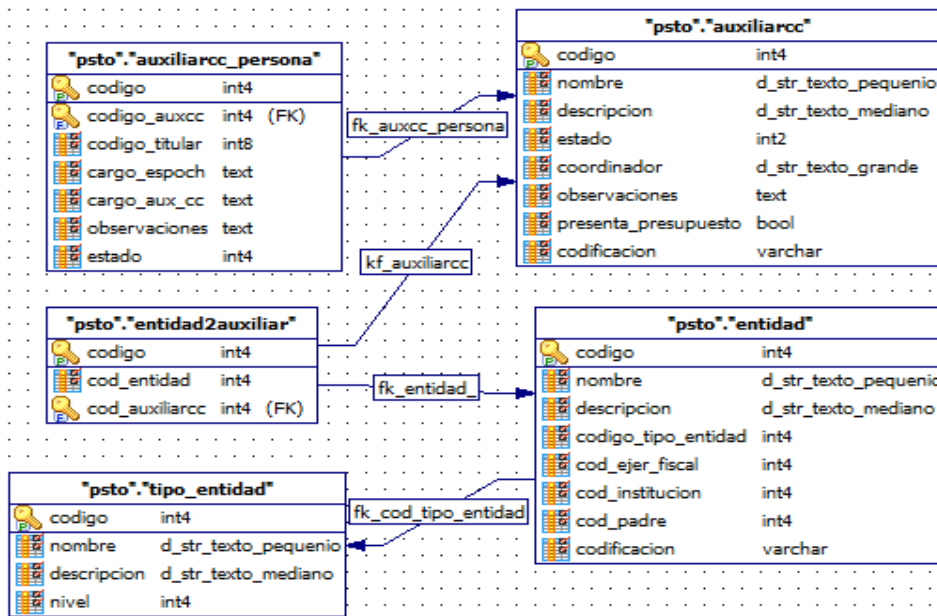 "psto"."auxiliarcc_persona"
codigo int4
codigo_auxcc int4 (FK)
codigo_titular int8
cargo_espoch text
cargo_aux_cc text
observaciones text
estado int4
fk_auxcc_persona
"psto"."auxiliarcc"
codigo int4
nombre d_str_texto_pequenio
descripcion d_str_texto_mediano
estado int2
coordinador d_str_texto_grande
observaciones text
presenta_presupuesto bool
codificacion varchar
kf_auxiliarcc
"psto"."entidad2auxiliar"
codigo int4
cod_entidad int4
cod_auxiliarcc int4 (FK)
fk_entidad_
"psto"."entidad"
codigo int4
nombre d_str_texto_pequenio
descripcion d_str_texto_mediano
codigo_tipo_entidad int4
cod_ejer_fiscal int4
cod_institucion int4
cod_padre int4
codificacion varchar
"psto"."tipo_entidad"
codigo int4
nombre d_str_texto_pequenio
descripcion d_str_texto_mediano
nivel int4
fk_cod_tipo_entidad